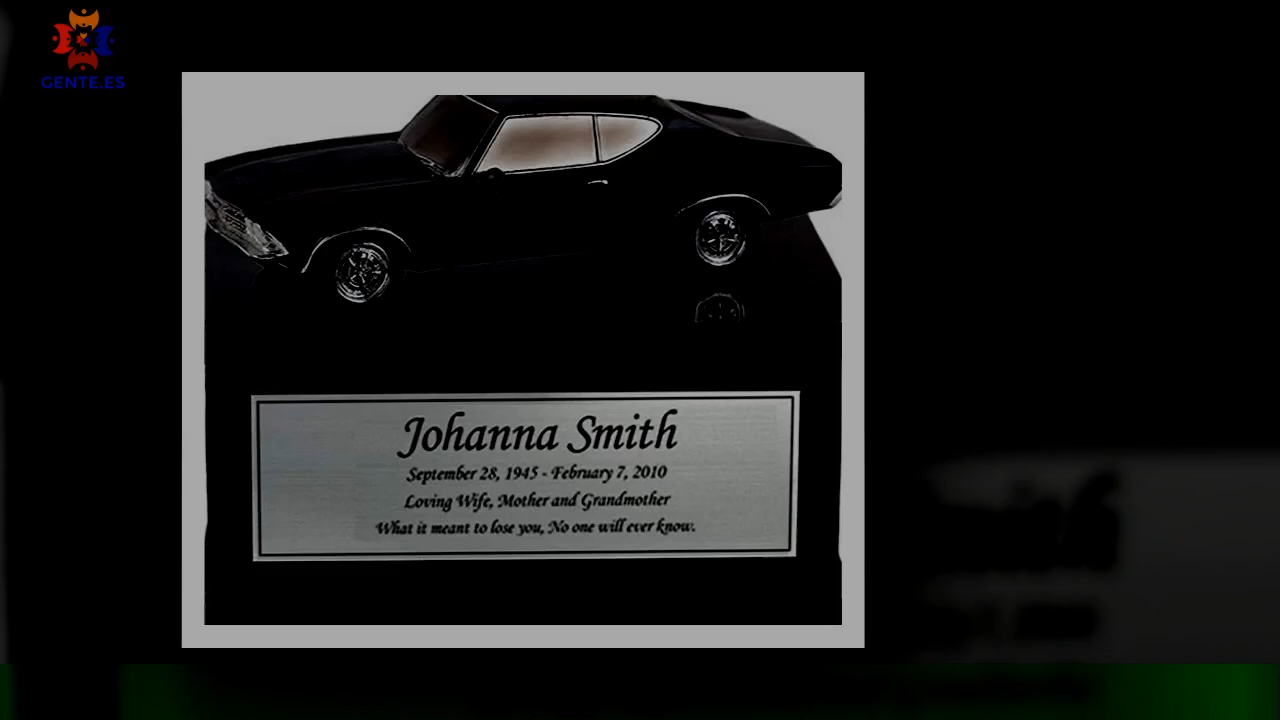 GENTE.ES
Johanna Smith
September 28, 1945 - February 7, 2010
Loving Wife, Mother and Grandmother
What it meant to lose you, No one will ever know.